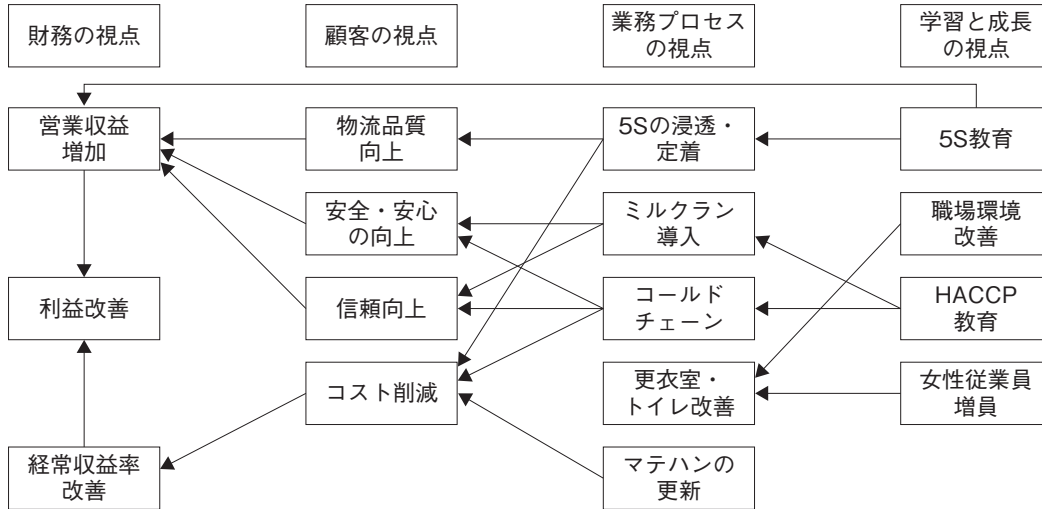 財務の視点
顧客の視点
業務プロセス
の視点
学習と成長
の視点
営業収益
増加
物流品質
向上
5Sの浸透・
定着
5S教育
安全・安心
の向上
ミルクラン
導入
職場環境
改善
利益改善
信頼向上
コールド
チェーン
HACCP
教育
コスト削減
更衣室・
トイレ改善
女性従業員
増員
経常収益率
改善
マテハンの
更新